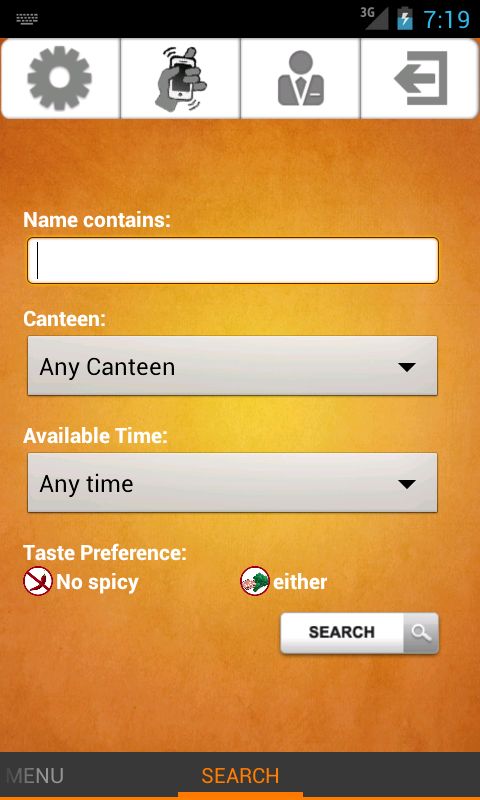 3G 7:19
Name contains:
Canteen:
Any Canteen
Available Time:
Any time
Taste Preference:
No spicy either
SEARCH
MENU SEARCH